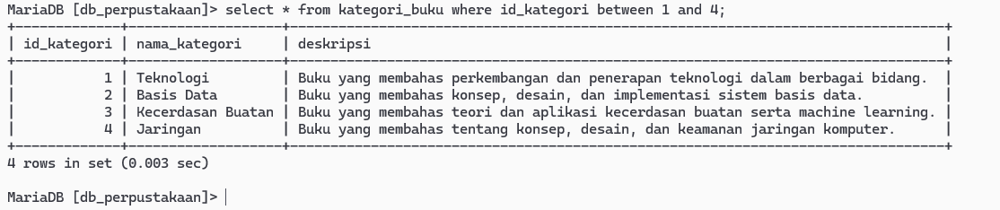 MariaDB [db_perpustakaan]> select * from kategori_buku where id_kategori between 1 and 4;
+-------------+------------------+---------------------------------------------------------------------------------+
| id_kategori | nama_kategori    | deskripsi                                                                       |
+-------------+------------------+---------------------------------------------------------------------------------+
|           1 | Teknologi        | Buku yang membahas perkembangan dan penerapan teknologi dalam berbagai bidang.  |
|           2 | Basis Data       | Buku yang membahas konsep, desain, dan implementasi sistem basis data.          |
|           3 | Kecerdasan Buatan | Buku yang membahas teori dan aplikasi kecerdasan buatan serta machine learning. |
|           4 | Jaringan         | Buku yang membahas tentang konsep, desain, dan keamanan jaringan komputer.      |
+-------------+------------------+---------------------------------------------------------------------------------+
4 rows in set (0.003 sec)
MariaDB [db_perpustakaan]>